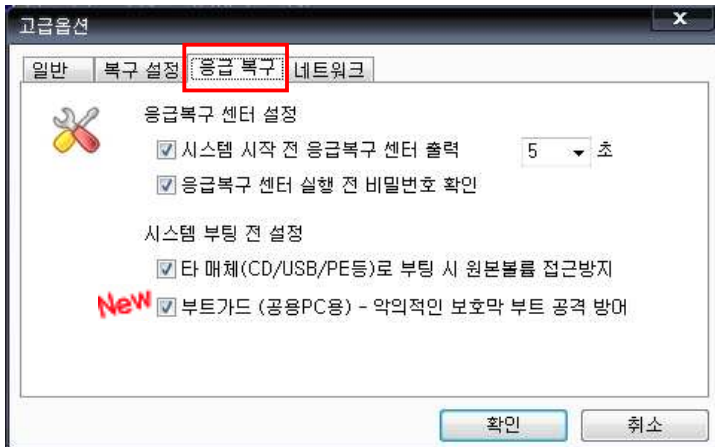 고급옵션
x
일반 복구 설정 응급 복구 네트워크
응급복구 센터 설정
시스템 시작 전 응급복구 센터 출력 5 초
응급복구 센터 실행 전 비밀번호 확인
시스템 부팅 전 설정
타 매체(CD/USB/PE등)로 부팅 시 원본볼륨 접근방지
New 부트가드 (공용PC용) - 악의적인 보호막 부트 공격 방어
확인 취소